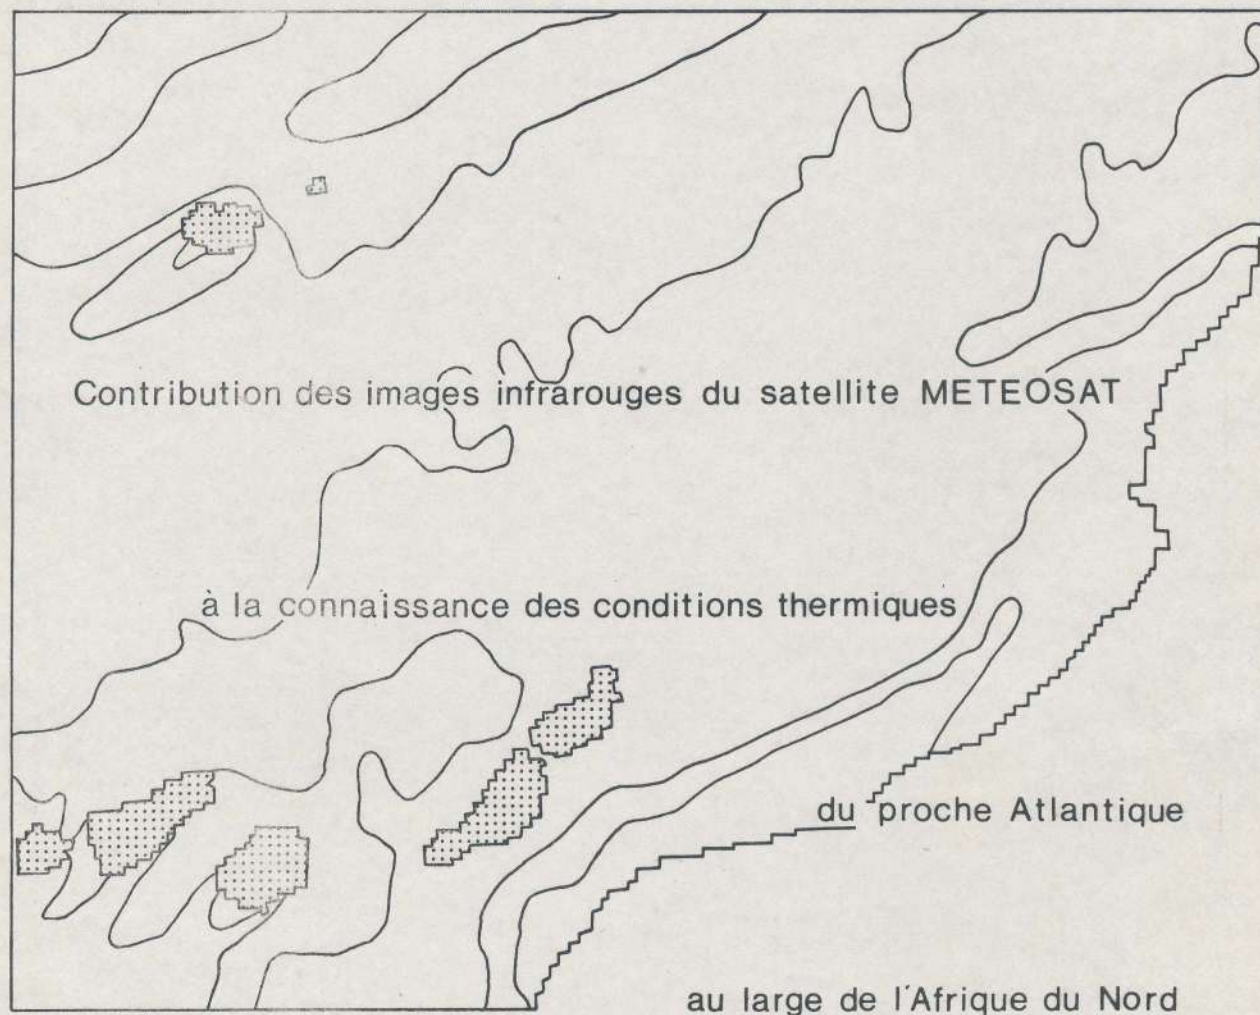 Contribution des images infrarouges du satellite METEOSAT
à la connaissance des conditions thermiques
du proche Atlantique
au large de l'Afrique du Nord